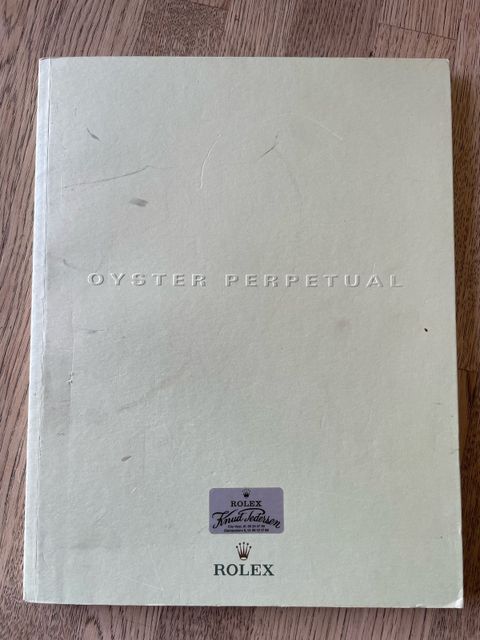 OYSTER PERPETUAL
ROLEX
Knud Pedersen
ROLEX